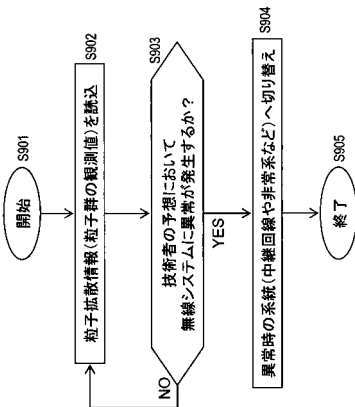 開始
S901
粒子拡散情報(粒子群の観測値)を読込
S902
技術者の予想において
無線システムに異常が発生するか?
S903
NO
YES
異常時の系統(中継回線や非常系など)へ切り替え
S904
終了
S905